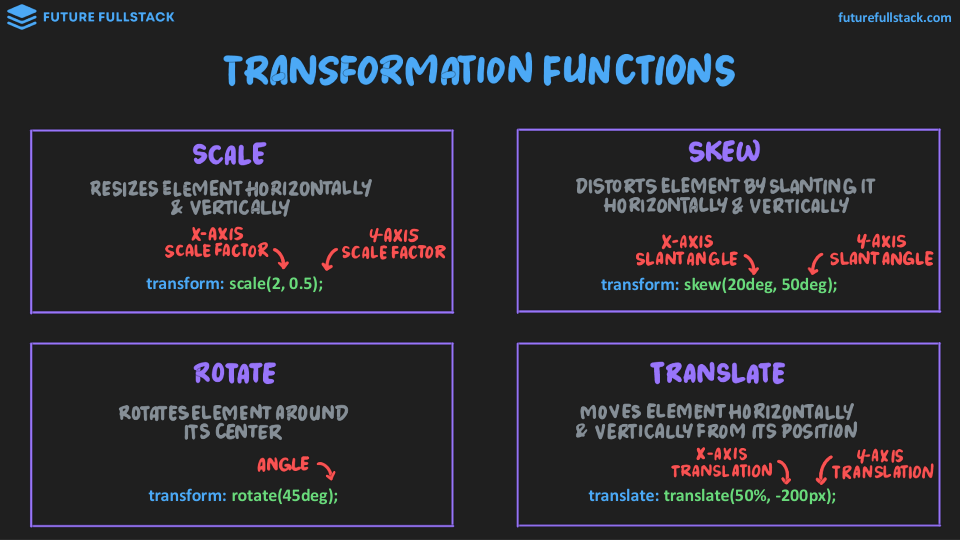 FUTURE FULLSTACK
futurefullstack.com
TRANSFORMATION FUNCTIONS
SCALE
RESIZES ELEMENT HORIZONTALLY
& VERTICALLY
X-AXIS
SCALE FACTOR
Y-AXIS
SCALE FACTOR
transform: scale(2, 0.5);
SKEW
DISTORTS ELEMENT BY SLANTING IT
HORIZONTALLY & VERTICALLY
X-AXIS
SLANT ANGLE
Y-AXIS
SLANT ANGLE
transform: skew(20deg, 50deg);
ROTATE
ROTATES ELEMENT AROUND
ITS CENTER
ANGLE
transform: rotate(45deg);
TRANSLATE
MOVES ELEMENT HORIZONTALLY
& VERTICALLY FROM ITS POSITION
X-AXIS
TRANSLATION
Y-AXIS
TRANSLATION
translate: translate(50%, -200px);